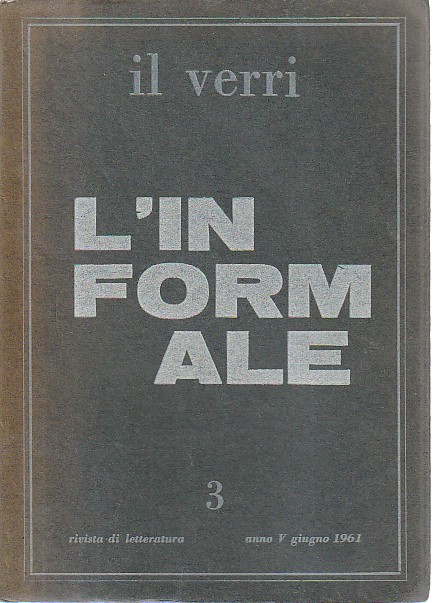 il verri
L'IN
FORM
ALE
3
rivista di letteratura anno V giugno 1961